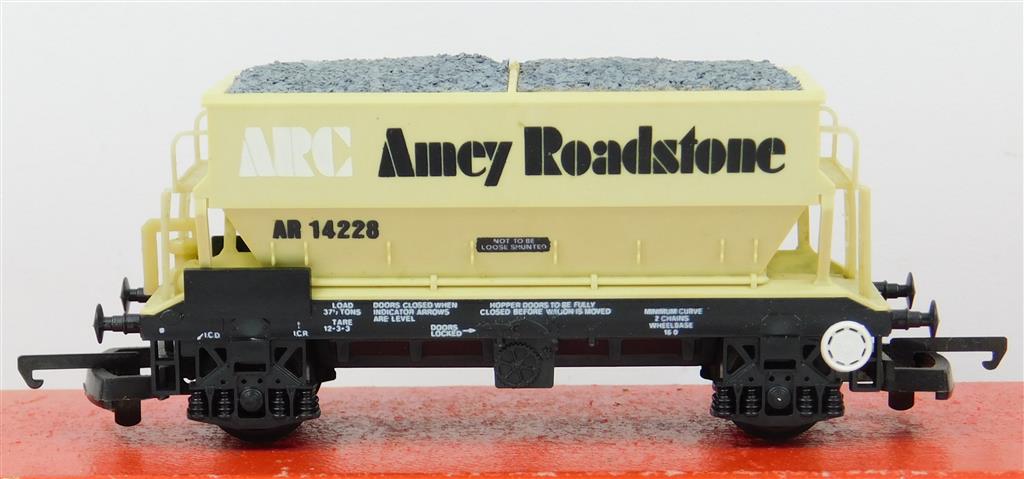 ARC Amey Roadstone
AR 14228
NOT TO BE
LOOSE SHUNTED
LOAD
37½ TONS
TARE
12-3-3
DOORS CLOSED WHEN
INDICATOR ARROWS
ARE LEVEL
DOORS
LOCKED
HOPPER DOORS TO BE FULLY
CLOSED BEFORE WAGON IS MOVED
MINIMUM CURVE
2 CHAINS
WHEELBASE
16 0